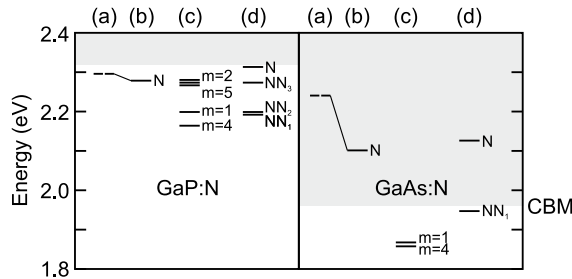 (a) (b) (c) (d) (a) (b) (c) (d)
2.4
2.2
2.0
1.8
Energy (eV)
N
m=2
m=5
m=1
m=4
N
NN3
NN2
NN1
GaP:N
N
m=1
m=4
N
NN1
GaAs:N
CBM